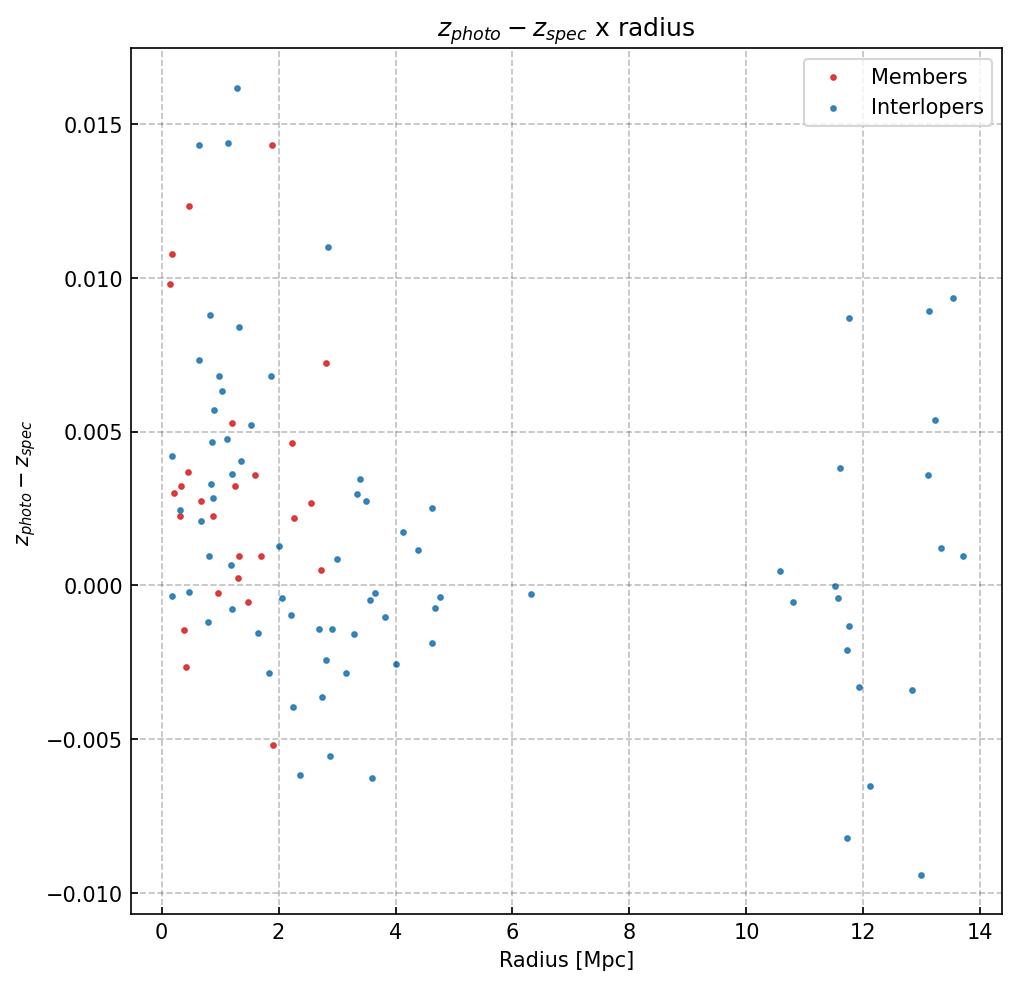 z_photo − z_spec x radius
Members
Interlopers
0.015
0.010
0.005
0.000
−0.005
−0.010
z_photo − z_spec
0 2 4 6 8 10 12 14
Radius [Mpc]